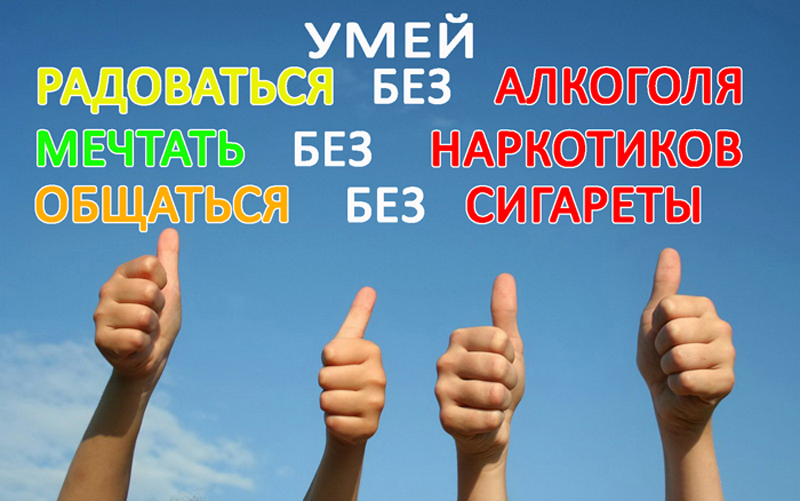 УМЕЙ
РАДОВАТЬСЯ БЕЗ АЛКОГОЛЯ
МЕЧТАТЬ БЕЗ НАРКОТИКОВ
ОБЩАТЬСЯ БЕЗ СИГАРЕТЫ